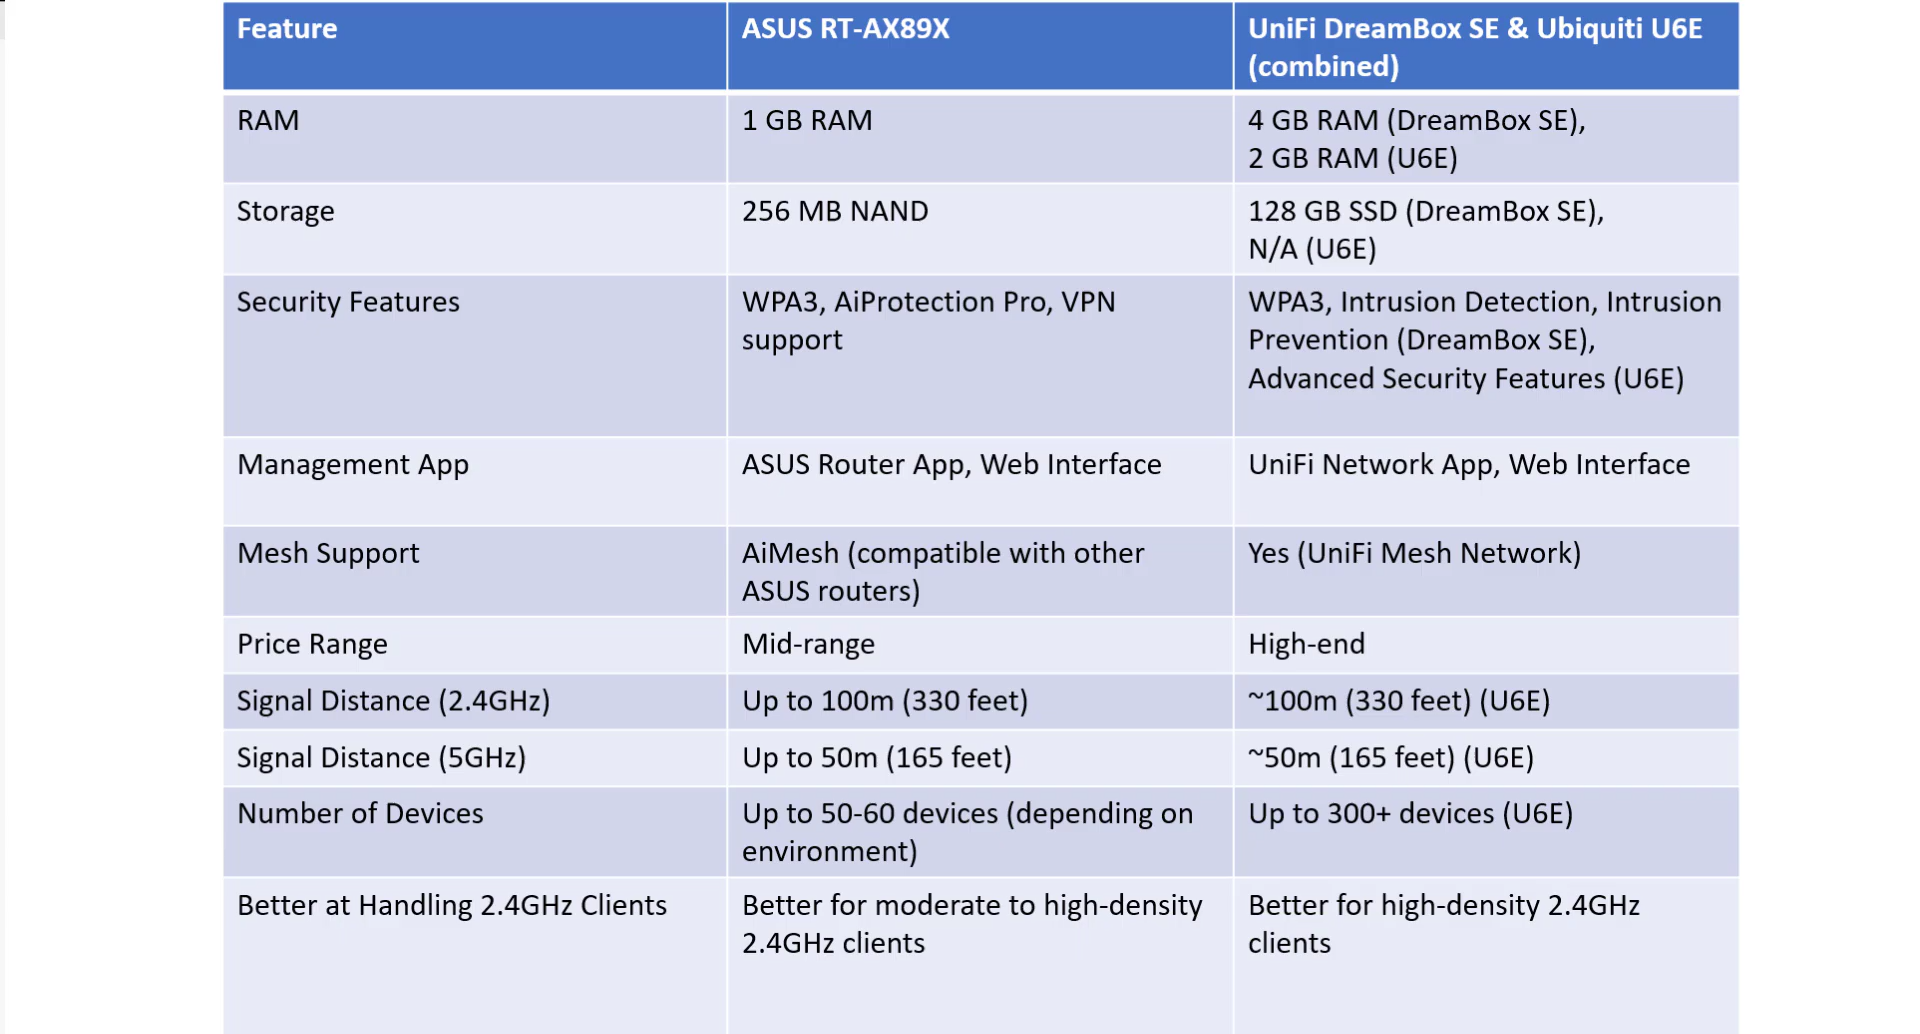 Feature
ASUS RT-AX89X
UniFi DreamBox SE & Ubiquiti U6E
(combined)
RAM
1 GB RAM
4 GB RAM (DreamBox SE),
2 GB RAM (U6E)
Storage
256 MB NAND
128 GB SSD (DreamBox SE),
N/A (U6E)
Security Features
WPA3, AiProtection Pro, VPN
support
WPA3, Intrusion Detection, Intrusion
Prevention (DreamBox SE),
Advanced Security Features (U6E)
Management App
ASUS Router App, Web Interface
UniFi Network App, Web Interface
Mesh Support
AiMesh (compatible with other
ASUS routers)
Yes (UniFi Mesh Network)
Price Range
Mid-range
High-end
Signal Distance (2.4GHz)
Up to 100m (330 feet)
~100m (330 feet) (U6E)
Signal Distance (5GHz)
Up to 50m (165 feet)
~50m (165 feet) (U6E)
Number of Devices
Up to 50-60 devices (depending on
environment)
Up to 300+ devices (U6E)
Better at Handling 2.4GHz Clients
Better for moderate to high-density
2.4GHz clients
Better for high-density 2.4GHz
clients